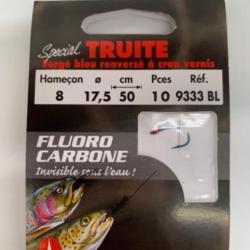 Spécial TRUITE
Forgé bleu renversé à cran vernis
Hameçon ø cm Pces Réf.
8 17,5 50 10 9333 BL
FLUORO
CARBONE
Invisible sous l'eau !